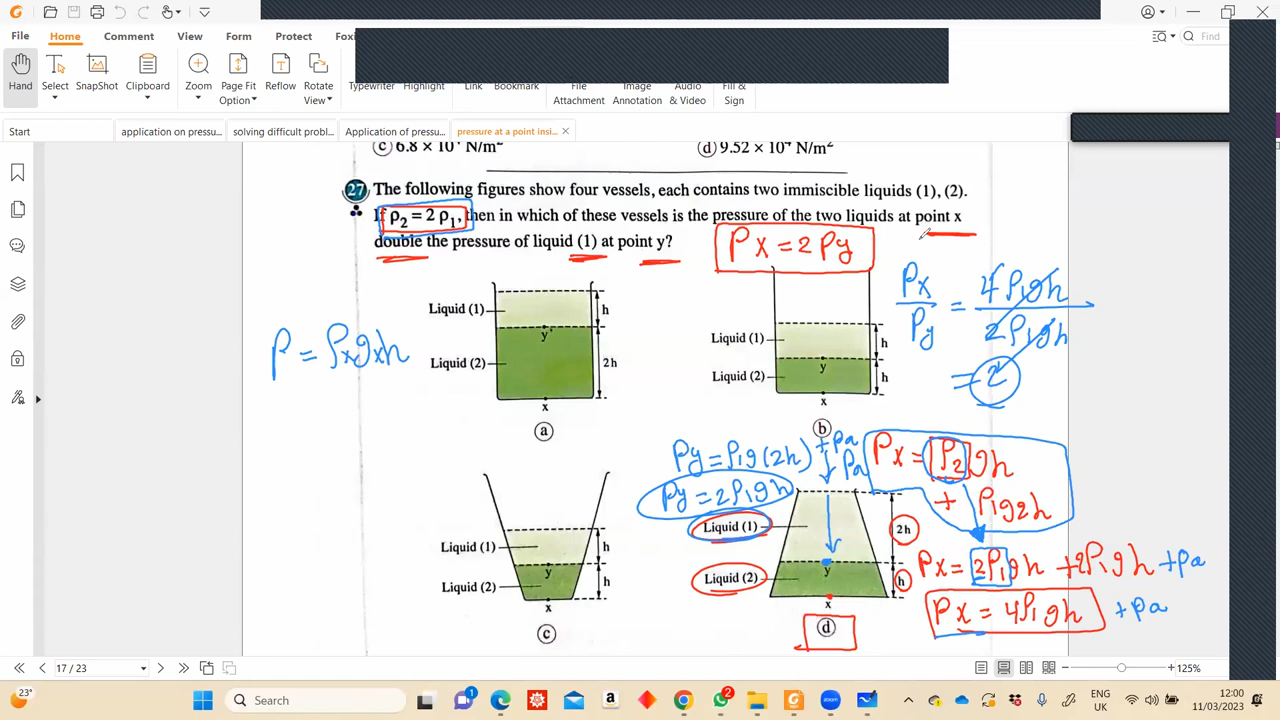 File
Home
Comment
View
Form
Protect
Find
Hand
Select
SnapShot
Clipboard
Zoom
Page Fit Option
Reflow
Rotate View
Typewriter
Highlight
Link
Bookmark
File Attachment
Image Annotation
Audio & Video
Fill & Sign
Start
application on pressu...
solving difficult probl...
Application of pressu...
pressure at a point insi...
(d) 9.52 × 10⁴ N/m²
27 The following figures show four vessels, each contains two immiscible liquids (1), (2).
If ρ₂ = 2 ρ₁, then in which of these vessels is the pressure of the two liquids at point x
double the pressure of liquid (1) at point y?
Px = 2 Py
Liquid (1)
h
y
Liquid (2)
2h
x
(a)
P = ρ×g×h
Liquid (1)
h
y
Liquid (2)
h
x
(b)
Px/Py = 4ρ₁gh/2ρ₁gh
= 2
Liquid (1)
h
y
Liquid (2)
h
x
(c)
Py = ρ₁g(2h) + Pa
Py = 2ρ₁gh
Pa
Liquid (1)
2h
y
Liquid (2)
h
x
(d)
Px = ρ₂gh
+ ρ₁g2h
Px = 2ρ₁gh + 2ρ₁gh + Pa
Px = 4ρ₁gh + Pa
17 / 23
125%
23°
Search
1
2
zoom
ENG
UK
12:00
11/03/2023